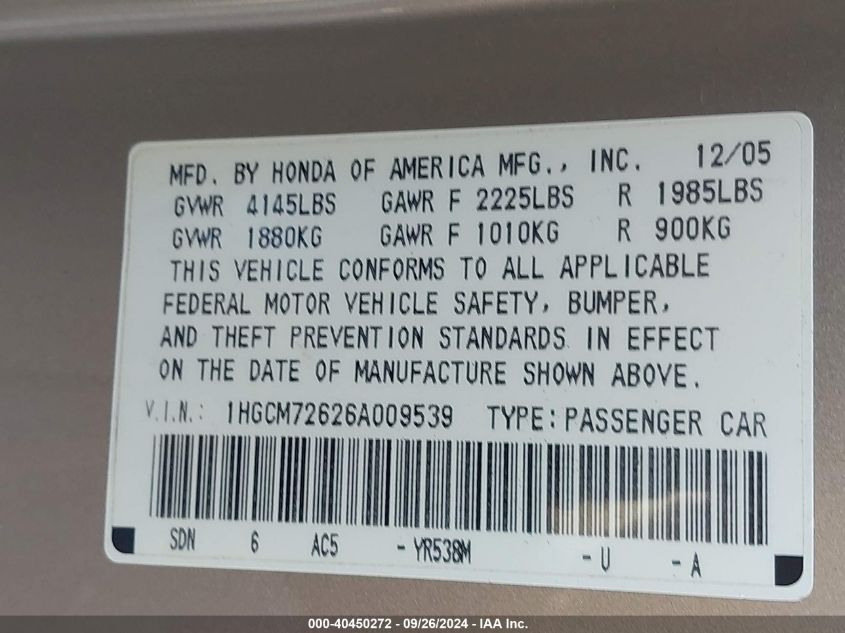 MFD. BY HONDA OF AMERICA MFG., INC. 12/05
GVWR 4145LBS GAWR F 2225LBS R 1985LBS
GVWR 1880KG GAWR F 1010KG R 900KG
THIS VEHICLE CONFORMS TO ALL APPLICABLE
FEDERAL MOTOR VEHICLE SAFETY, BUMPER,
AND THEFT PREVENTION STANDARDS IN EFFECT
ON THE DATE OF MANUFACTURE SHOWN ABOVE.
V.I.N.: 1HGCM72626A009539 TYPE: PASSENGER CAR
SDN 6 AC5 -YR538M -U -A
000-40450272 - 09/26/2024 - IAA Inc.